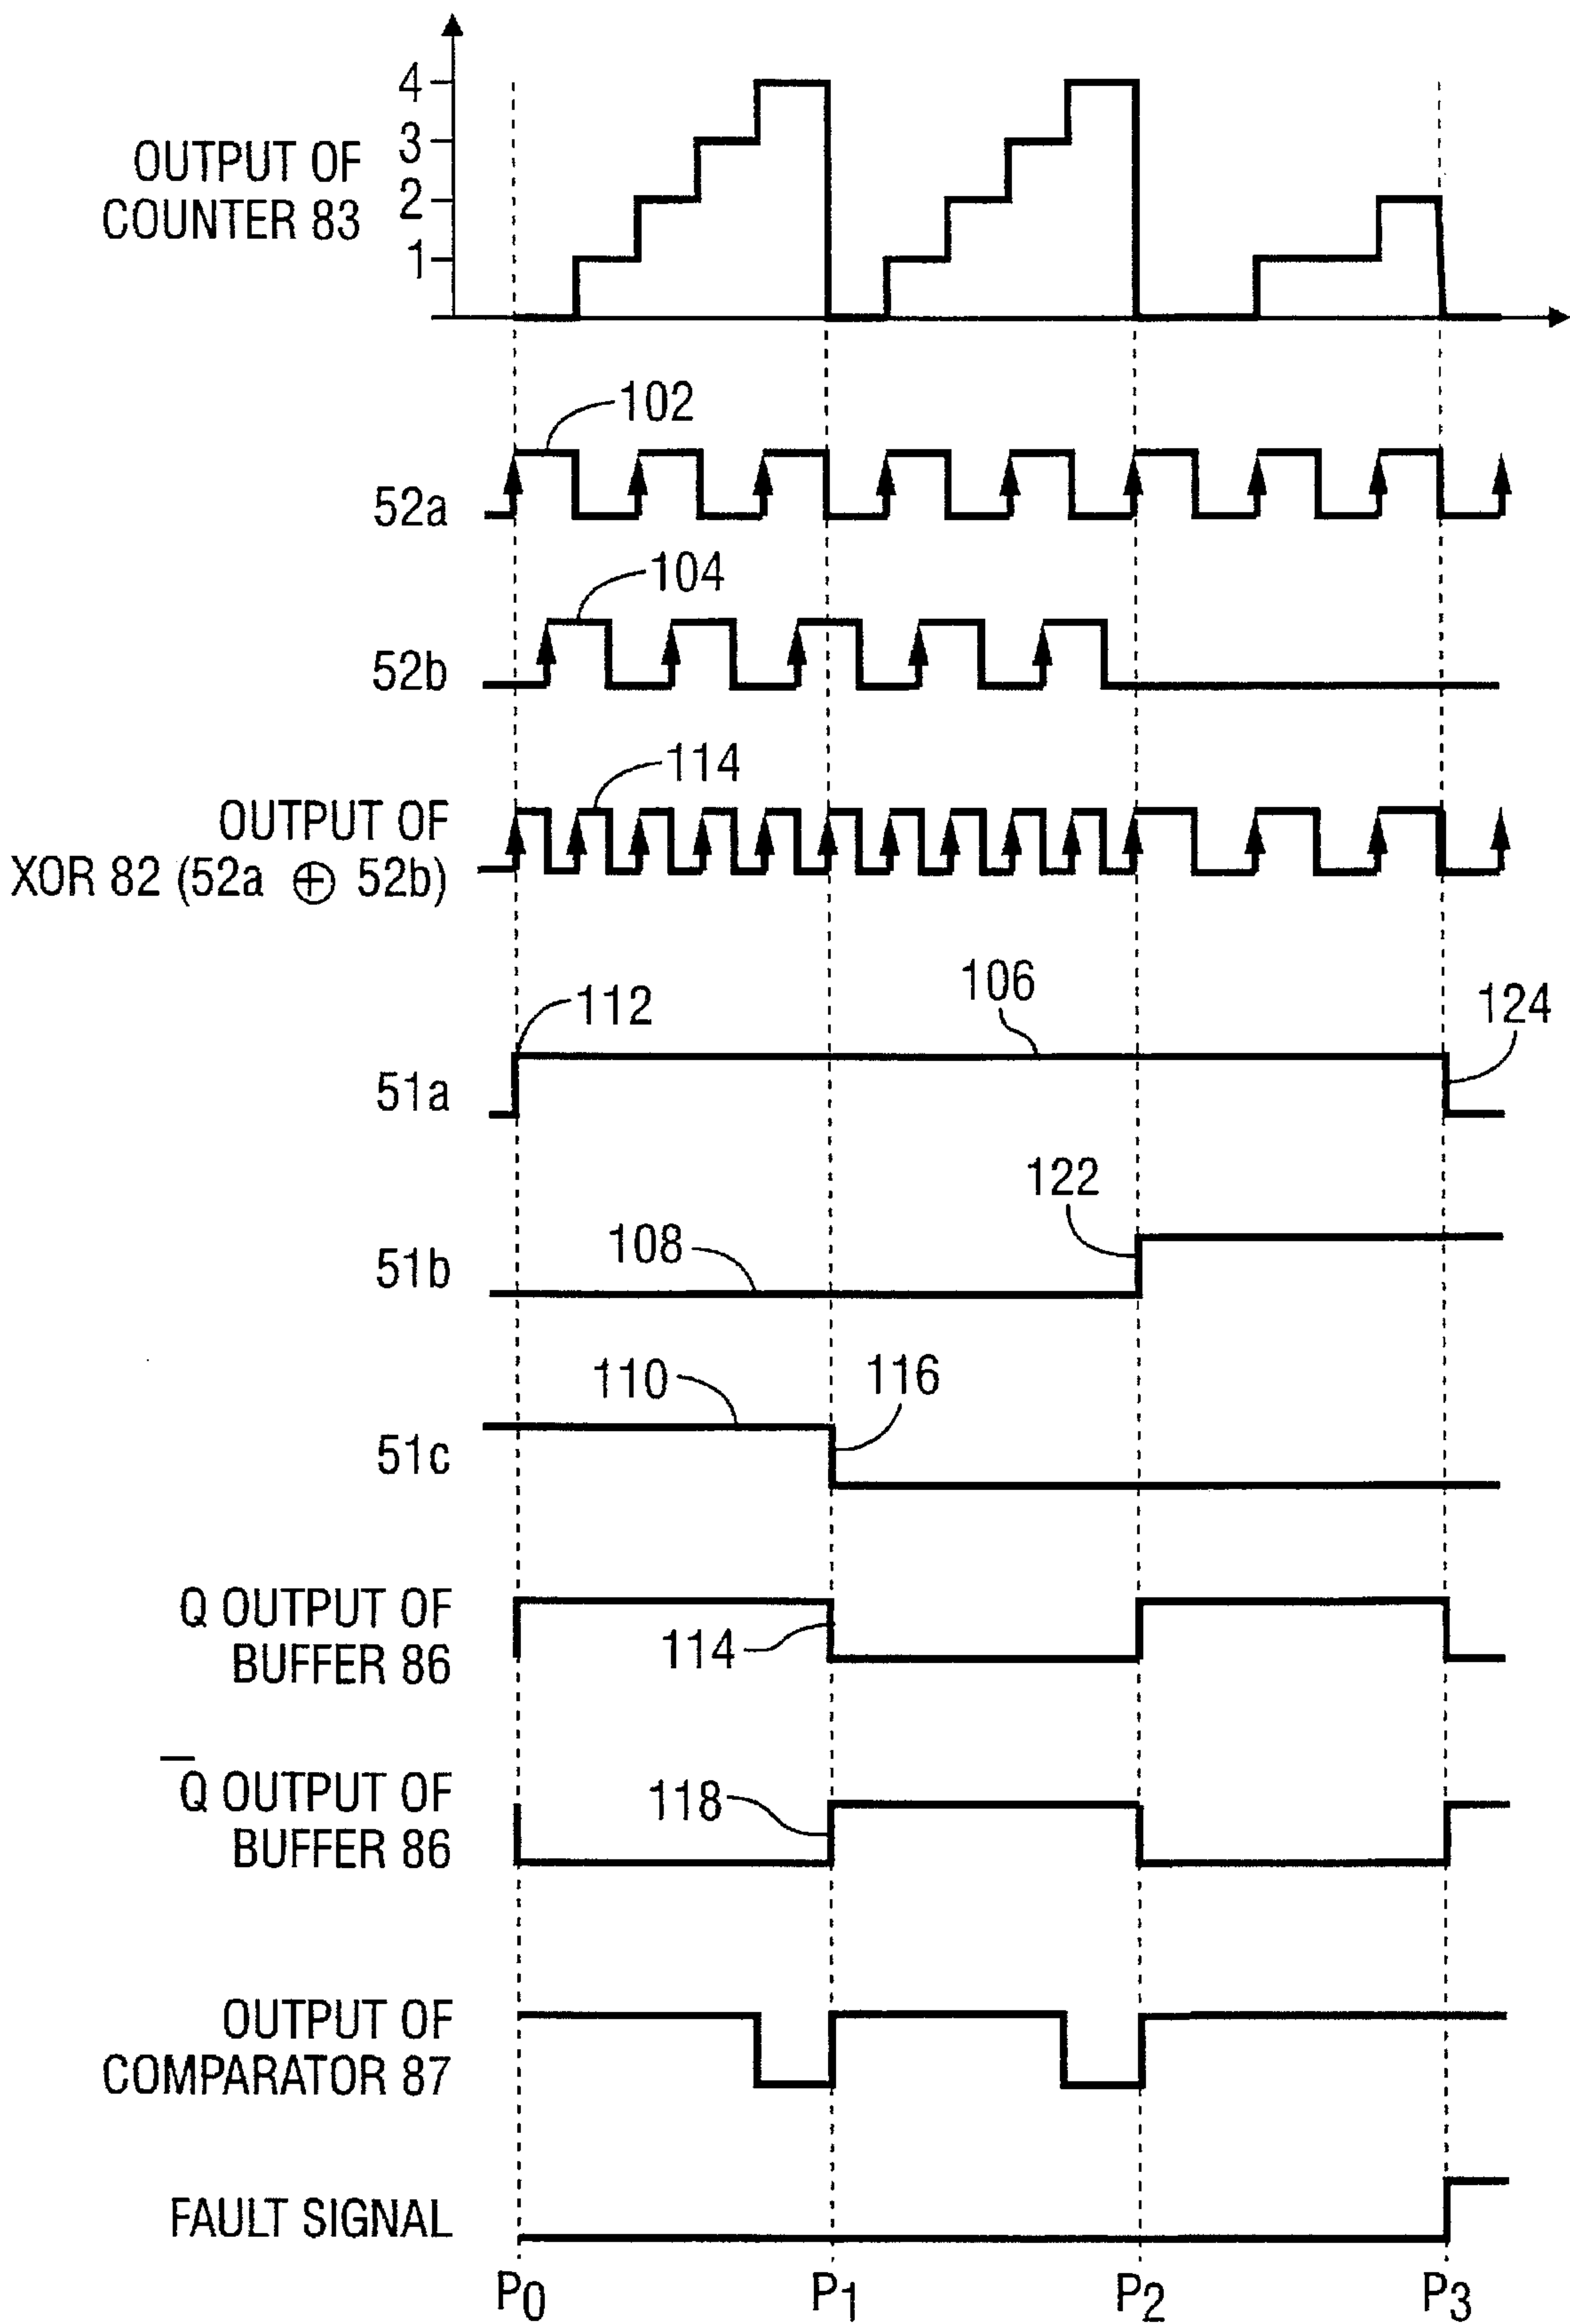 4
3
2
1
OUTPUT OF
COUNTER 83
102
52a
104
52b
114
OUTPUT OF
XOR 82 (52a ⊕ 52b)
106
112
124
51a
122
108
51b
110
116
51c
Q OUTPUT OF
BUFFER 86
114
Q̅ OUTPUT OF
BUFFER 86
118
OUTPUT OF
COMPARATOR 87
FAULT SIGNAL
P0 P1 P2 P3